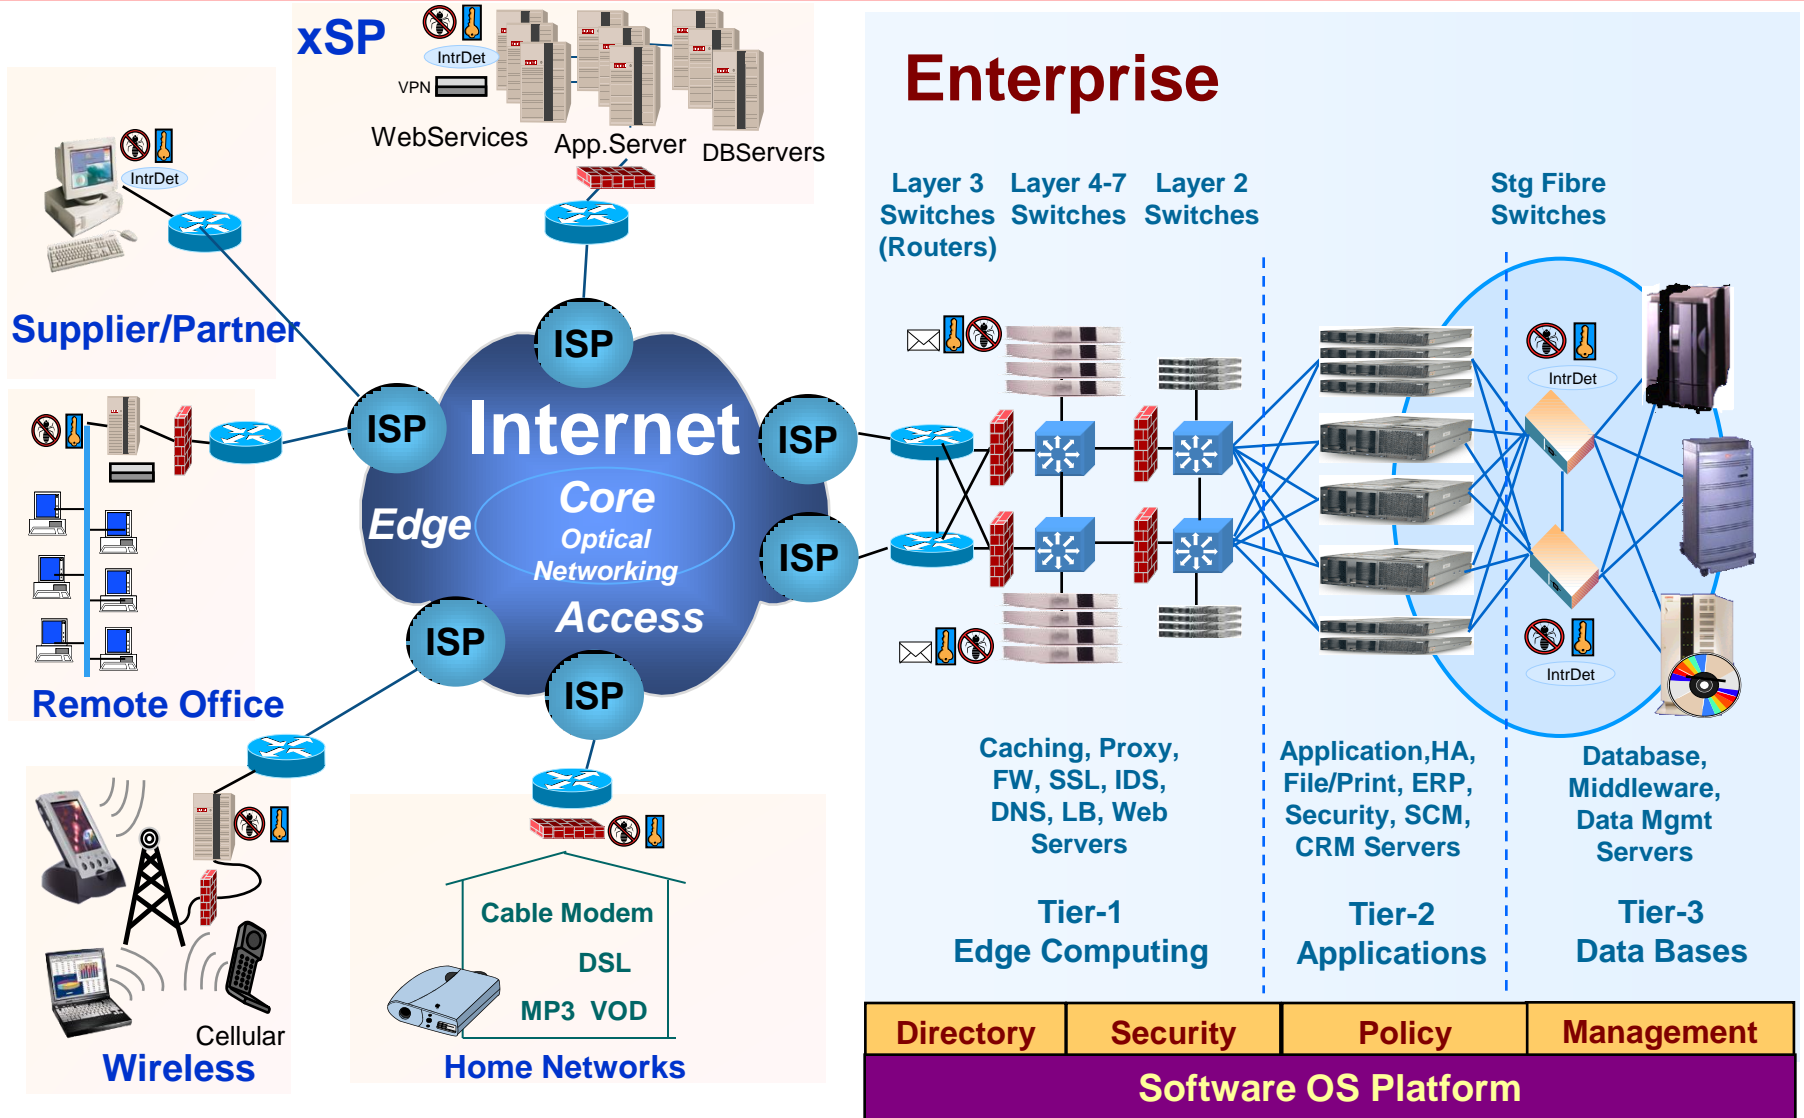 xSP
IntrDet
VPN
WebServices
App.Server
DBServers
IntrDet
Supplier/Partner
Remote Office
Cellular
Wireless
ISP
ISP
ISP
ISP
ISP
ISP
Internet
Core
Optical
Networking
Edge
Access
Cable Modem
DSL
MP3 VOD
Home Networks
Enterprise
Layer 3
Switches
(Routers)
Layer 4-7
Switches
Layer 2
Switches
Stg Fibre
Switches
IntrDet
IntrDet
Caching, Proxy,
FW, SSL, IDS,
DNS, LB, Web
Servers
Application,HA,
File/Print, ERP,
Security, SCM,
CRM Servers
Database,
Middleware,
Data Mgmt
Servers
Tier-1
Edge Computing
Tier-2
Applications
Tier-3
Data Bases
Directory
Security
Policy
Management
Software OS Platform